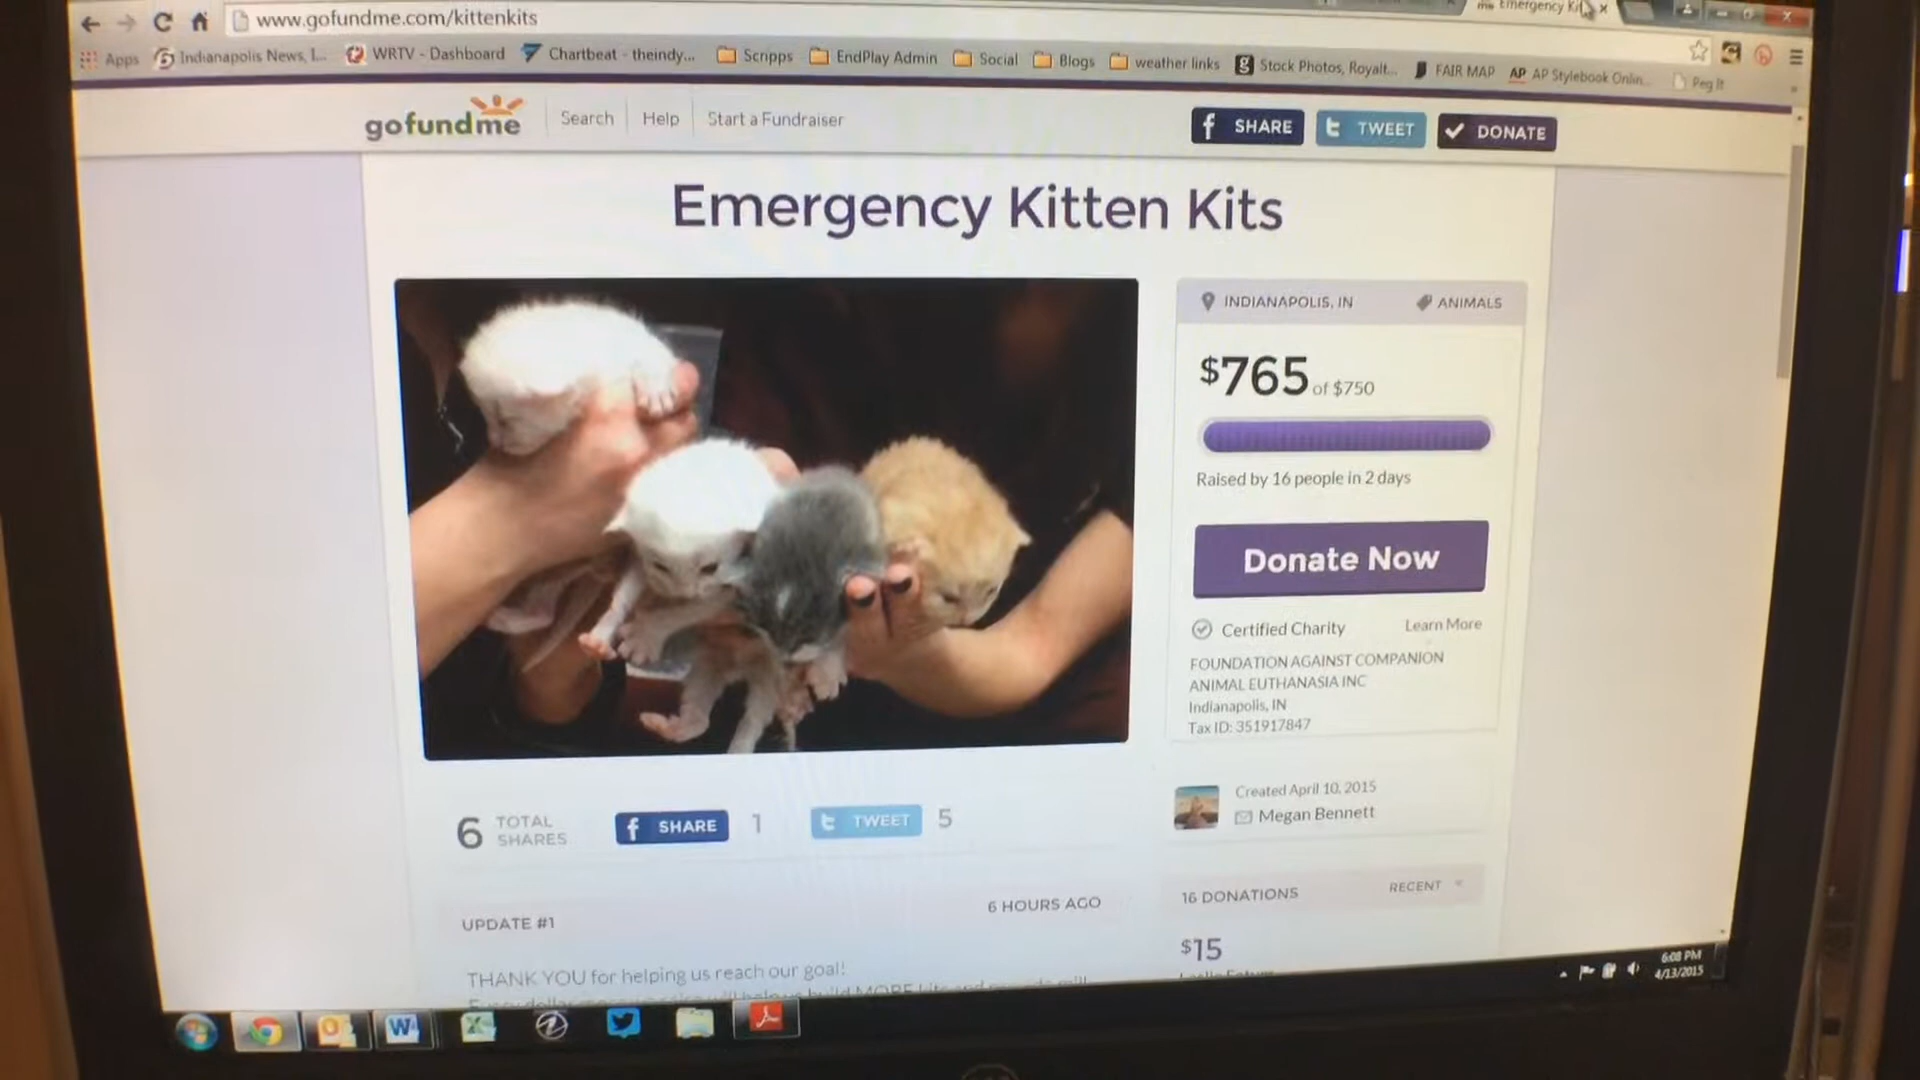 Emergency Ki
www.gofundme.com/kittenkits
Apps Indianapolis News, I... WRTV - Dashboard Chartbeat - theindy... Scripps EndPlay Admin Social Blogs weather links Stock Photos, Royalt... FAIR MAP AP AP Stylebook Onlin... Peg It
gofundme Search Help Start a Fundraiser f SHARE t TWEET DONATE
Emergency Kitten Kits
INDIANAPOLIS, IN ANIMALS
$765 of $750
Raised by 16 people in 2 days
Donate Now
Certified Charity Learn More
FOUNDATION AGAINST COMPANION
ANIMAL EUTHANASIA INC
Indianapolis, IN
Tax ID: 351917847
Created April 10, 2015
Megan Bennett
6 TOTAL SHARES f SHARE 1 t TWEET 5
16 DONATIONS RECENT
$15
UPDATE #1 6 HOURS AGO
THANK YOU for helping us reach our goal!
6:08 PM
4/13/2015